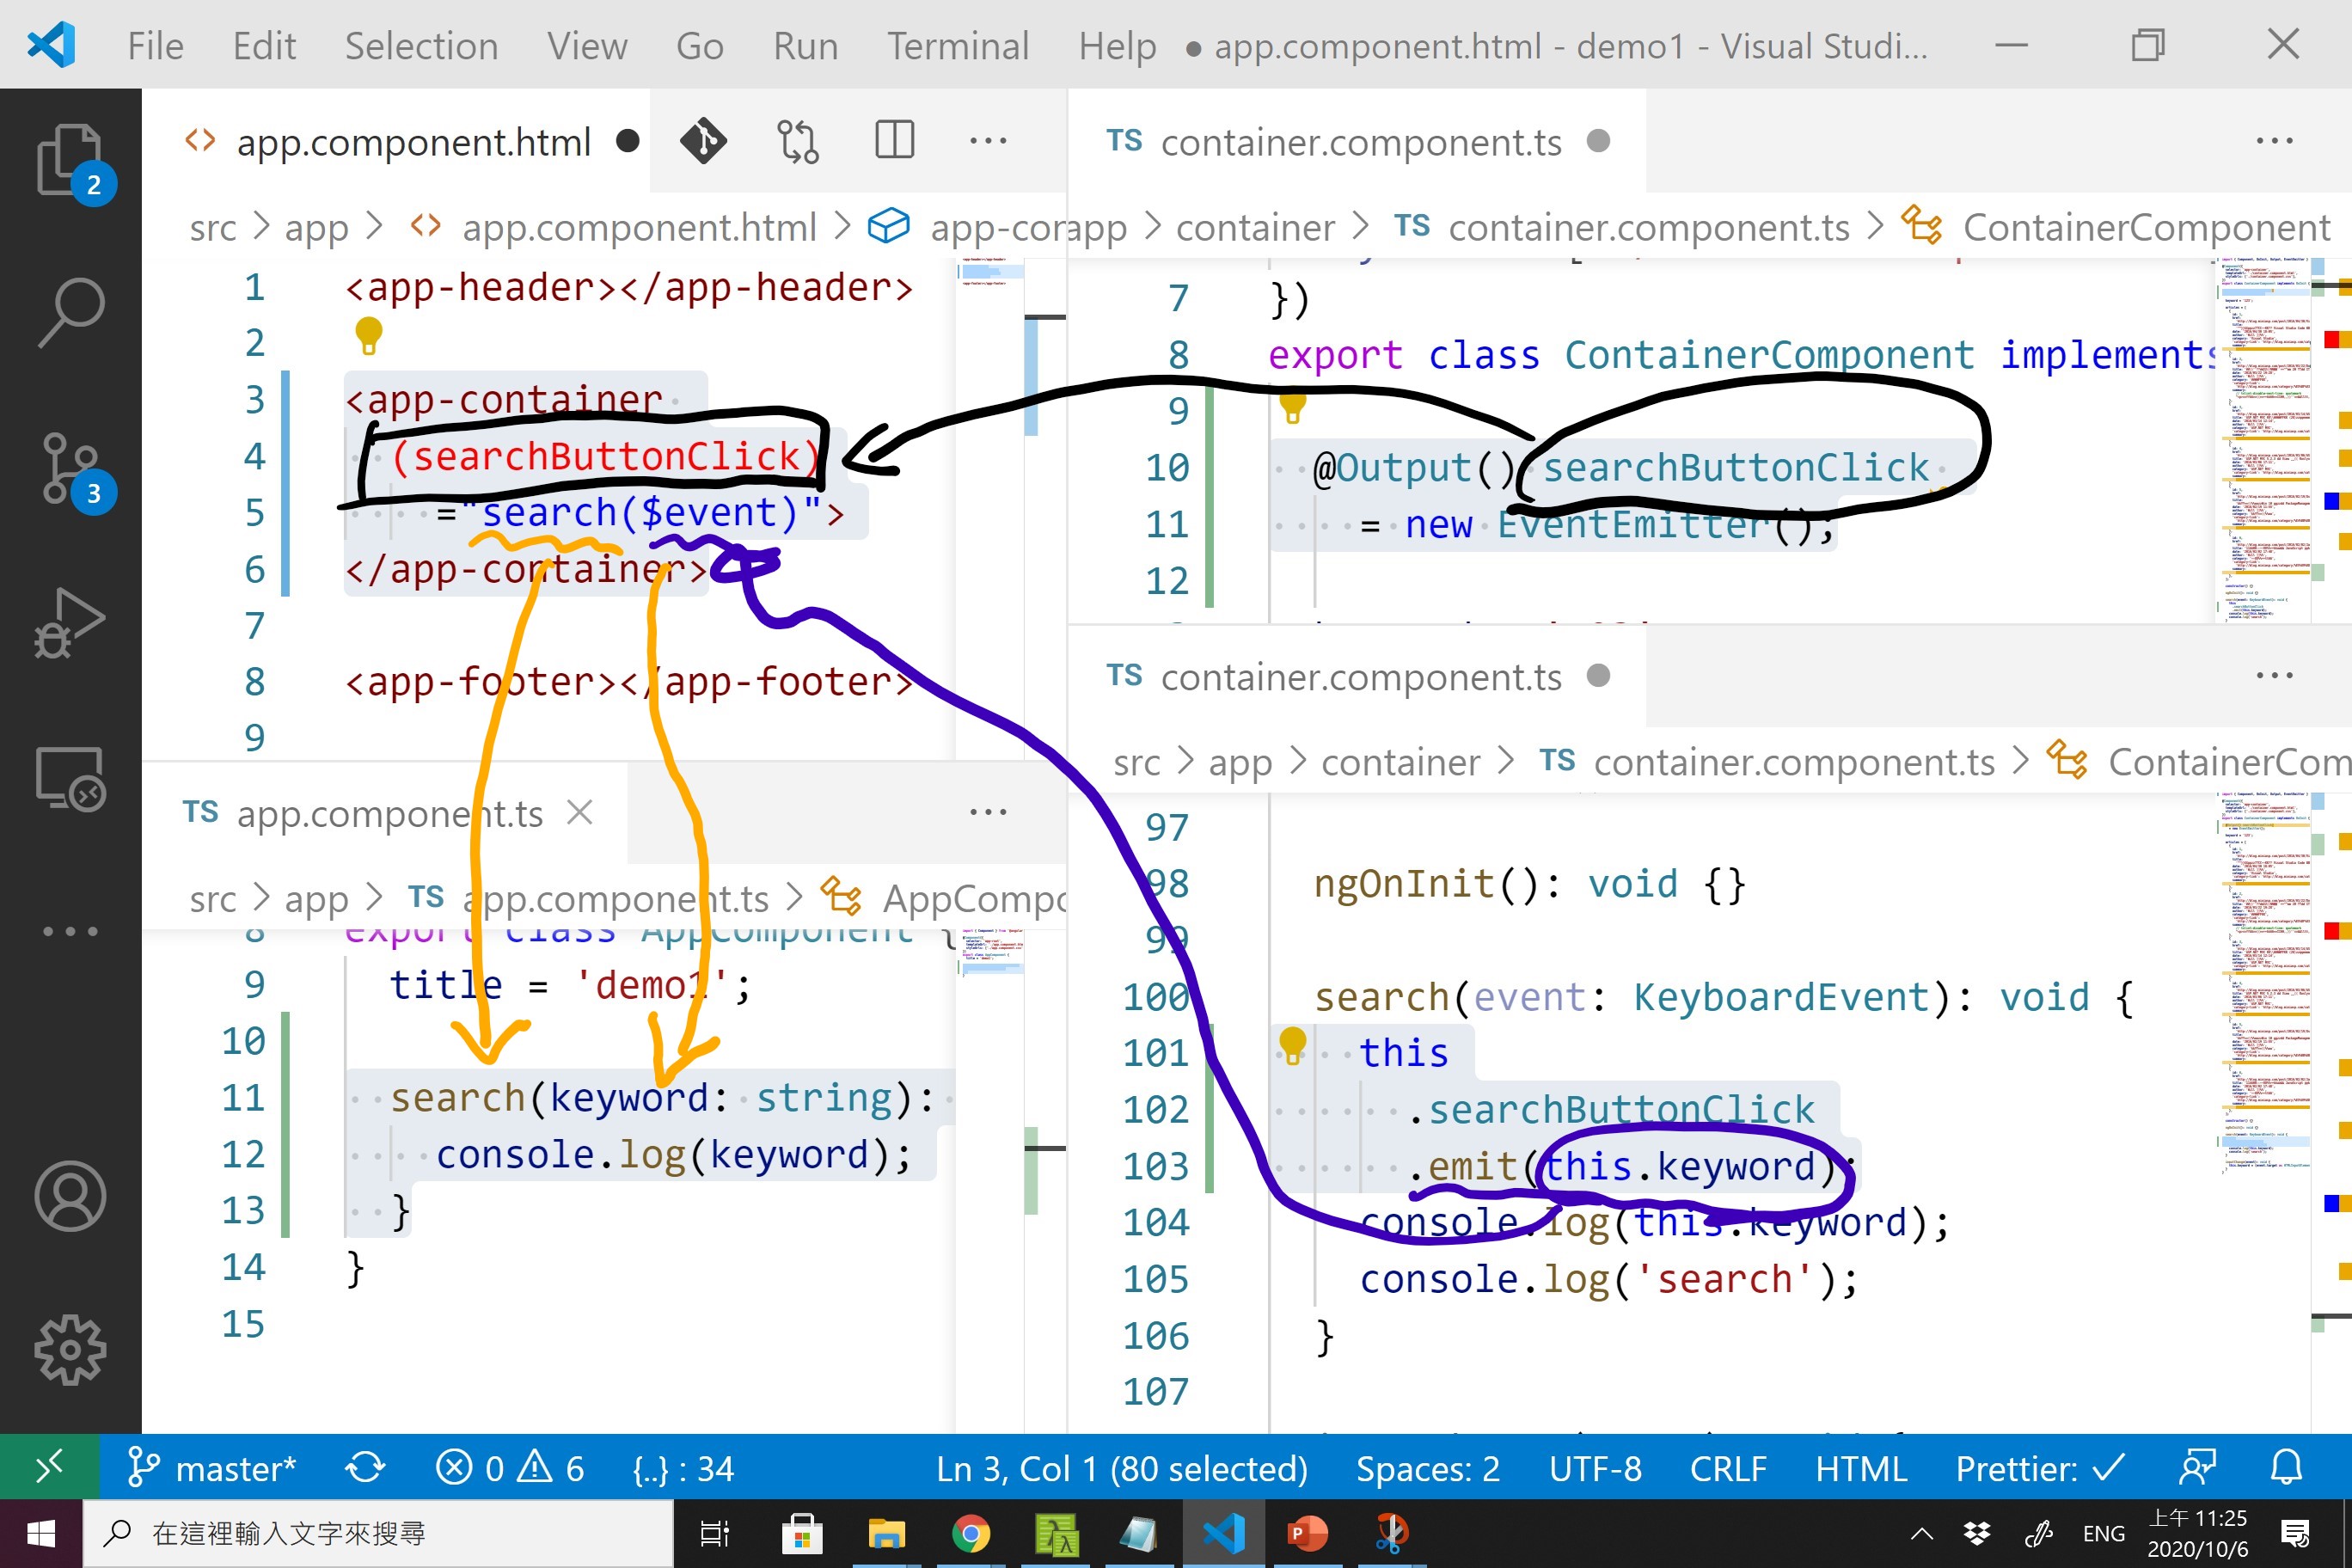 File Edit Selection View Go Run Terminal Help ● app.component.html - demo1 - Visual Studi...
2
3
app.component.html ●
src > app > app.component.html > app-cor
1 <app-header></app-header>
2
3 <app-container
4 (searchButtonClick)
5 ="search($event)">
6 </app-container>
7
8 <app-footer></app-footer>
9
TS app.component.ts
src > app > TS app.component.ts > AppCompo
8 export class AppComponent {
9 title = 'demo1';
10
11 search(keyword: string):
12 console.log(keyword);
13 }
14 }
15
TS container.component.ts ●
app > container > TS container.component.ts > ContainerComponent
7 })
8 export class ContainerComponent implements
9
10 @Output() searchButtonClick
11 = new EventEmitter();
12
TS container.component.ts ●
src > app > container > TS container.component.ts > ContainerCom
97
98 ngOnInit(): void {}
99
100 search(event: KeyboardEvent): void {
101 this
102 .searchButtonClick
103 .emit(this.keyword);
104 console.log(this.keyword);
105 console.log('search');
106 }
107
master* 0 6 {..} : 34 Ln 3, Col 1 (80 selected) Spaces: 2 UTF-8 CRLF HTML Prettier: ✓
在這裡輸入文字來搜尋 ENG 上午 11:25
2020/10/6